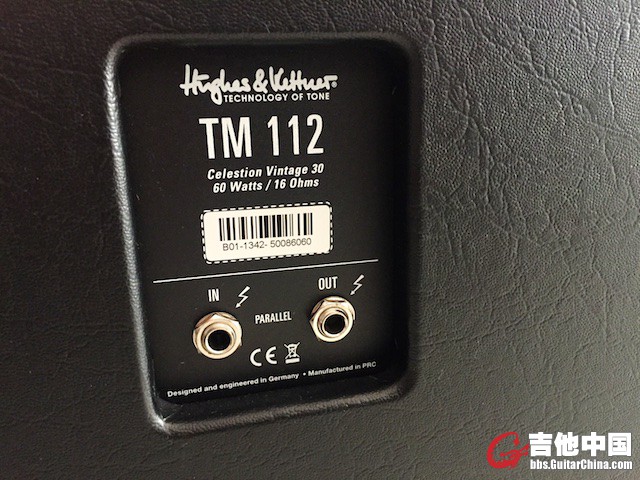 Hughes & Kettner®
TECHNOLOGY OF TONE
TM 112
Celestion Vintage 30
60 Watts / 16 Ohms
B01-1342- 50086060
IN
OUT
PARALLEL
CE
Designed and engineered in Germany • Manufactured in PRC
吉他中国
bbs.GuitarChina.com